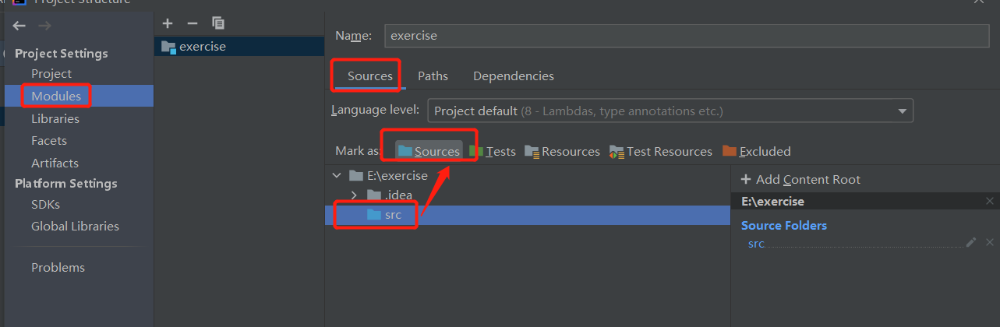 Project Structure
Project Settings
Project
Modules
Libraries
Facets
Artifacts
Platform Settings
SDKs
Global Libraries
Problems
exercise
Name: exercise
Sources Paths Dependencies
Language level: Project default (8 - Lambdas, type annotations etc.)
Mark as: Sources Tests Resources Test Resources Excluded
E:\exercise
.idea
src
+ Add Content Root
E:\exercise
Source Folders
src